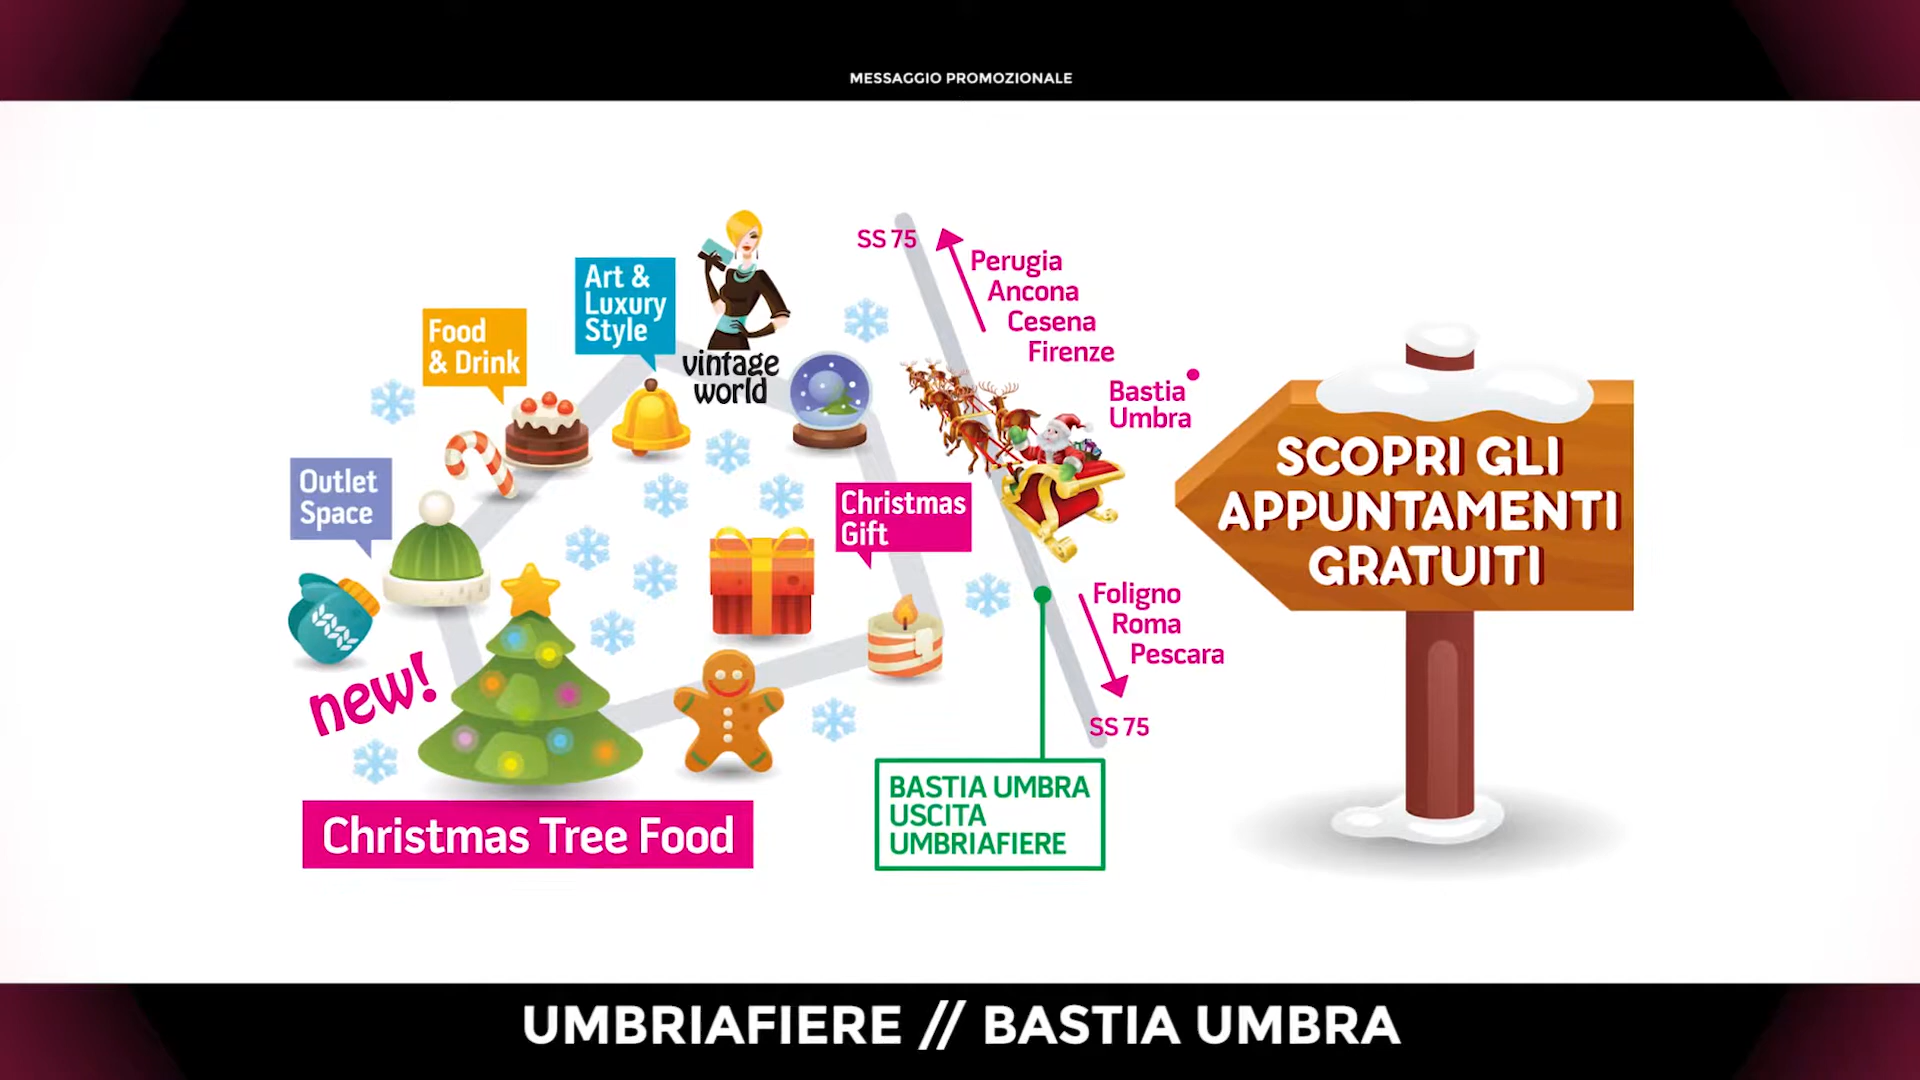 MESSAGGIO PROMOZIONALE
SS 75
Perugia
Ancona
Cesena
Firenze
Bastia
Umbra
Art &
Luxury
Style
vintage
world
Food
& Drink
Outlet
Space
Christmas
Gift
new!
Christmas Tree Food
Foligno
Roma
Pescara
SS 75
BASTIA UMBRA
USCITA
UMBRIAFIERE
SCOPRI GLI
APPUNTAMENTI
GRATUITI
UMBRIAFIERE // BASTIA UMBRA